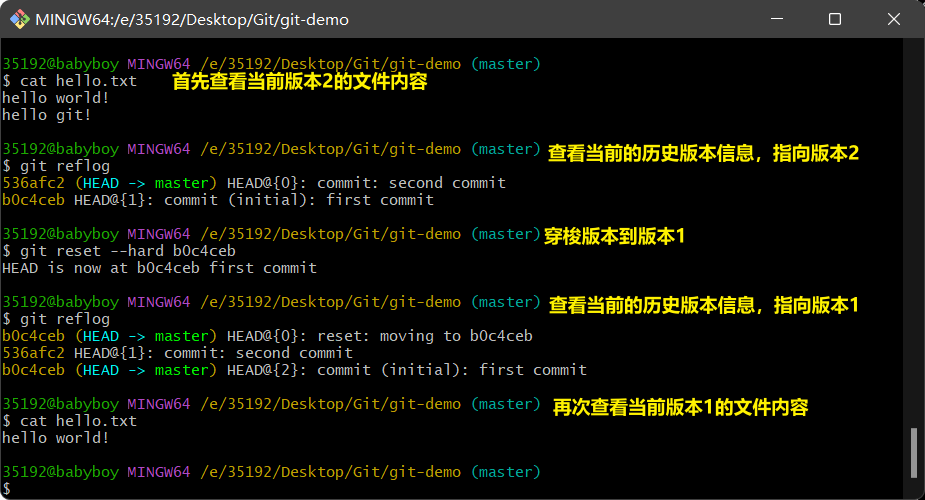 MINGW64:/e/35192/Desktop/Git/git-demo
35192@babyboy MINGW64 /e/35192/Desktop/Git/git-demo (master)
$ cat hello.txt 首先查看当前版本2的文件内容
hello world!
hello git!
35192@babyboy MINGW64 /e/35192/Desktop/Git/git-demo (master) 查看当前的历史版本信息，指向版本2
$ git reflog
536afc2 (HEAD -> master) HEAD@{0}: commit: second commit
b0c4ceb HEAD@{1}: commit (initial): first commit
35192@babyboy MINGW64 /e/35192/Desktop/Git/git-demo (master) 穿梭版本到版本1
$ git reset --hard b0c4ceb
HEAD is now at b0c4ceb first commit
35192@babyboy MINGW64 /e/35192/Desktop/Git/git-demo (master) 查看当前的历史版本信息，指向版本1
$ git reflog
b0c4ceb (HEAD -> master) HEAD@{0}: reset: moving to b0c4ceb
536afc2 HEAD@{1}: commit: second commit
b0c4ceb (HEAD -> master) HEAD@{2}: commit (initial): first commit
35192@babyboy MINGW64 /e/35192/Desktop/Git/git-demo (master) 再次查看当前版本1的文件内容
$ cat hello.txt
hello world!
35192@babyboy MINGW64 /e/35192/Desktop/Git/git-demo (master)
$